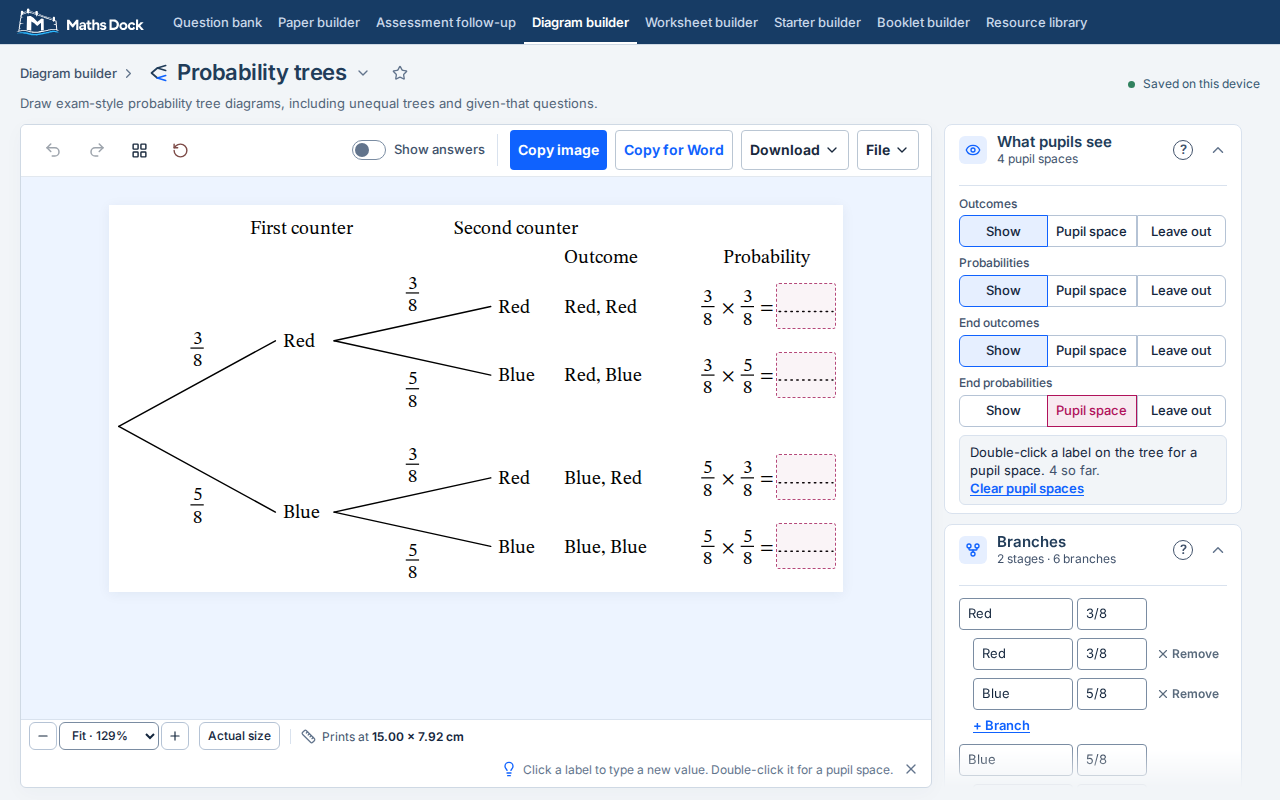 Maths Dock
Question bank Paper builder Assessment follow-up Diagram builder Worksheet builder Starter builder Booklet builder Resource library
Diagram builder
Probability trees
Draw exam-style probability tree diagrams, including unequal trees and given-that questions.
Saved on this device
Show answers
Copy image
Copy for Word
Download
File
First counter Second counter
Outcome Probability
3/8 Red Red, Red 3/8 × 3/8 =
3/8 Red
5/8 Blue Red, Blue 3/8 × 5/8 =
3/8 Red Blue, Red 5/8 × 3/8 =
5/8 Blue
5/8 Blue Blue, Blue 5/8 × 5/8 =
Fit · 129%
Actual size
Prints at 15.00 × 7.92 cm
Click a label to type a new value. Double-click it for a pupil space.
What pupils see
4 pupil spaces
?
Outcomes
Show Pupil space Leave out
Probabilities
Show Pupil space Leave out
End outcomes
Show Pupil space Leave out
End probabilities
Show Pupil space Leave out
Double-click a label on the tree for a
pupil space. 4 so far.
Clear pupil spaces
Branches
2 stages · 6 branches
?
Red 3/8
Red 3/8 × Remove
Blue 5/8 × Remove
+ Branch
Blue 5/8